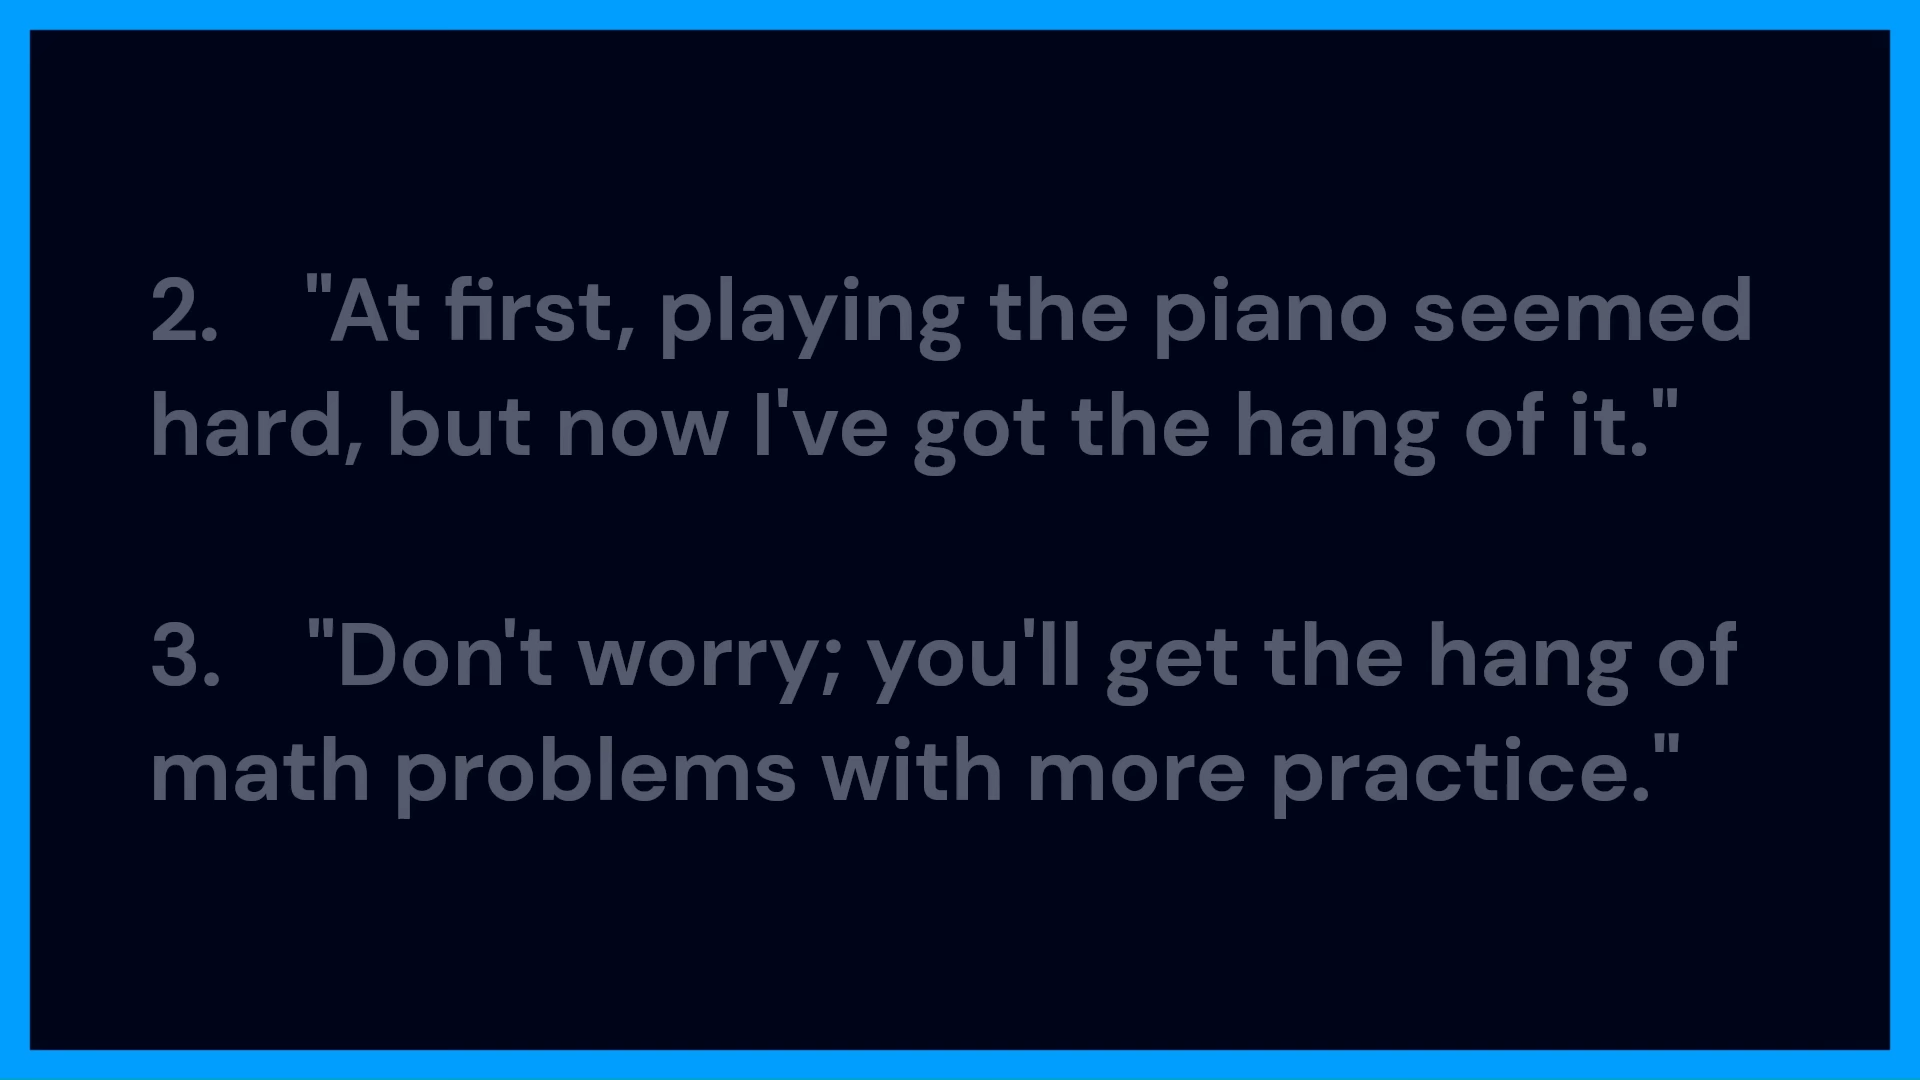 2. "At first, playing the piano seemed
hard, but now I've got the hang of it."
3. "Don't worry; you'll get the hang of
math problems with more practice."